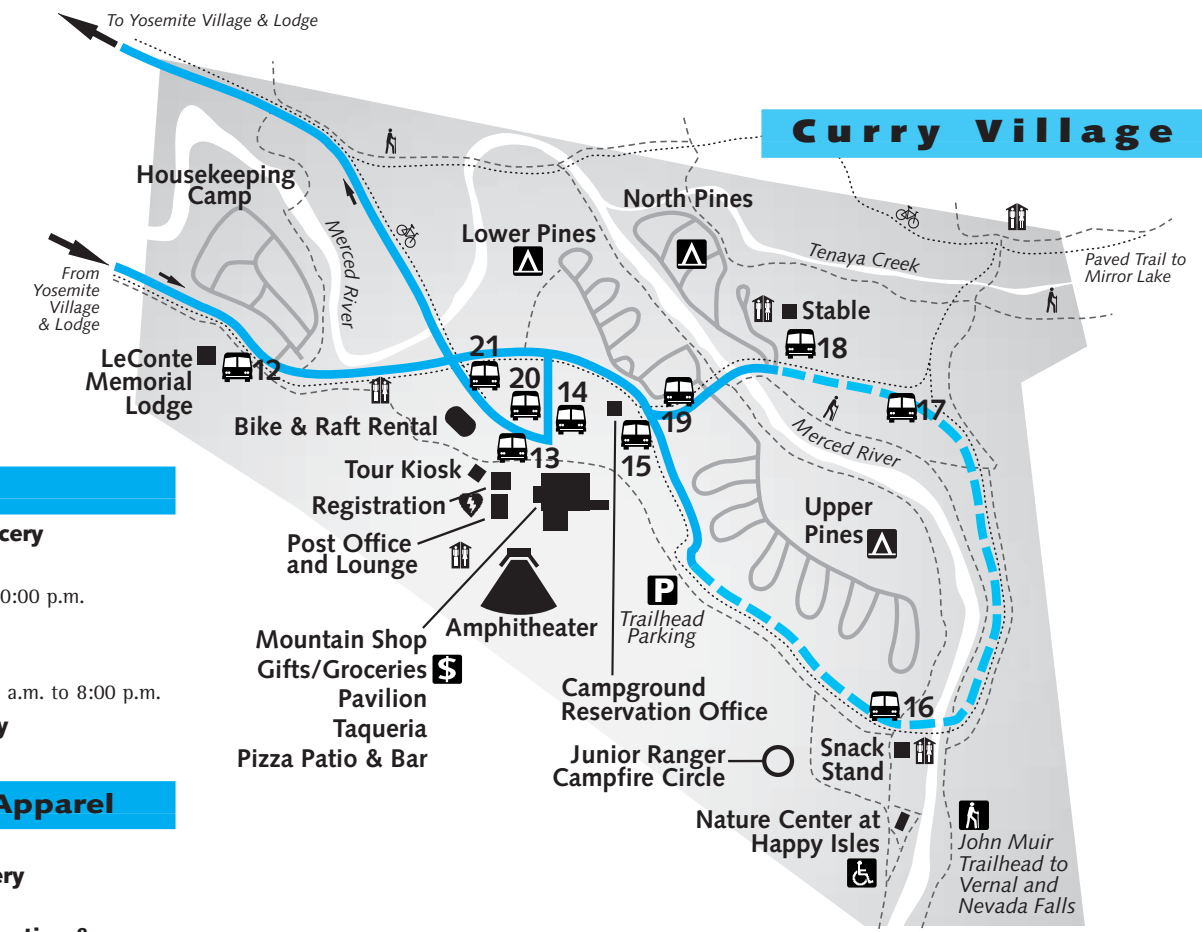 To Yosemite Village & Lodge
Curry Village
Housekeeping
Camp
North Pines
Lower Pines
Merced River
Tenaya Creek
Paved Trail to
Mirror Lake
From
Yosemite
Village
& Lodge
Stable
18
LeConte
Memorial
Lodge
12
21
20
14
19
17
Bike & Raft Rental
13
15
Merced River
Tour Kiosk
Registration
Post Office
and Lounge
Upper
Pines
cery
0:00 p.m.
P
Trailhead
Parking
Amphitheater
Mountain Shop
Gifts/Groceries $
Pavilion
Taqueria
Pizza Patio & Bar
a.m. to 8:00 p.m.
y
Campground
Reservation Office
16
Junior Ranger
Campfire Circle
Snack
Stand
Apparel
Nature Center at
Happy Isles
John Muir
Trailhead to
Vernal and
Nevada Falls
ery